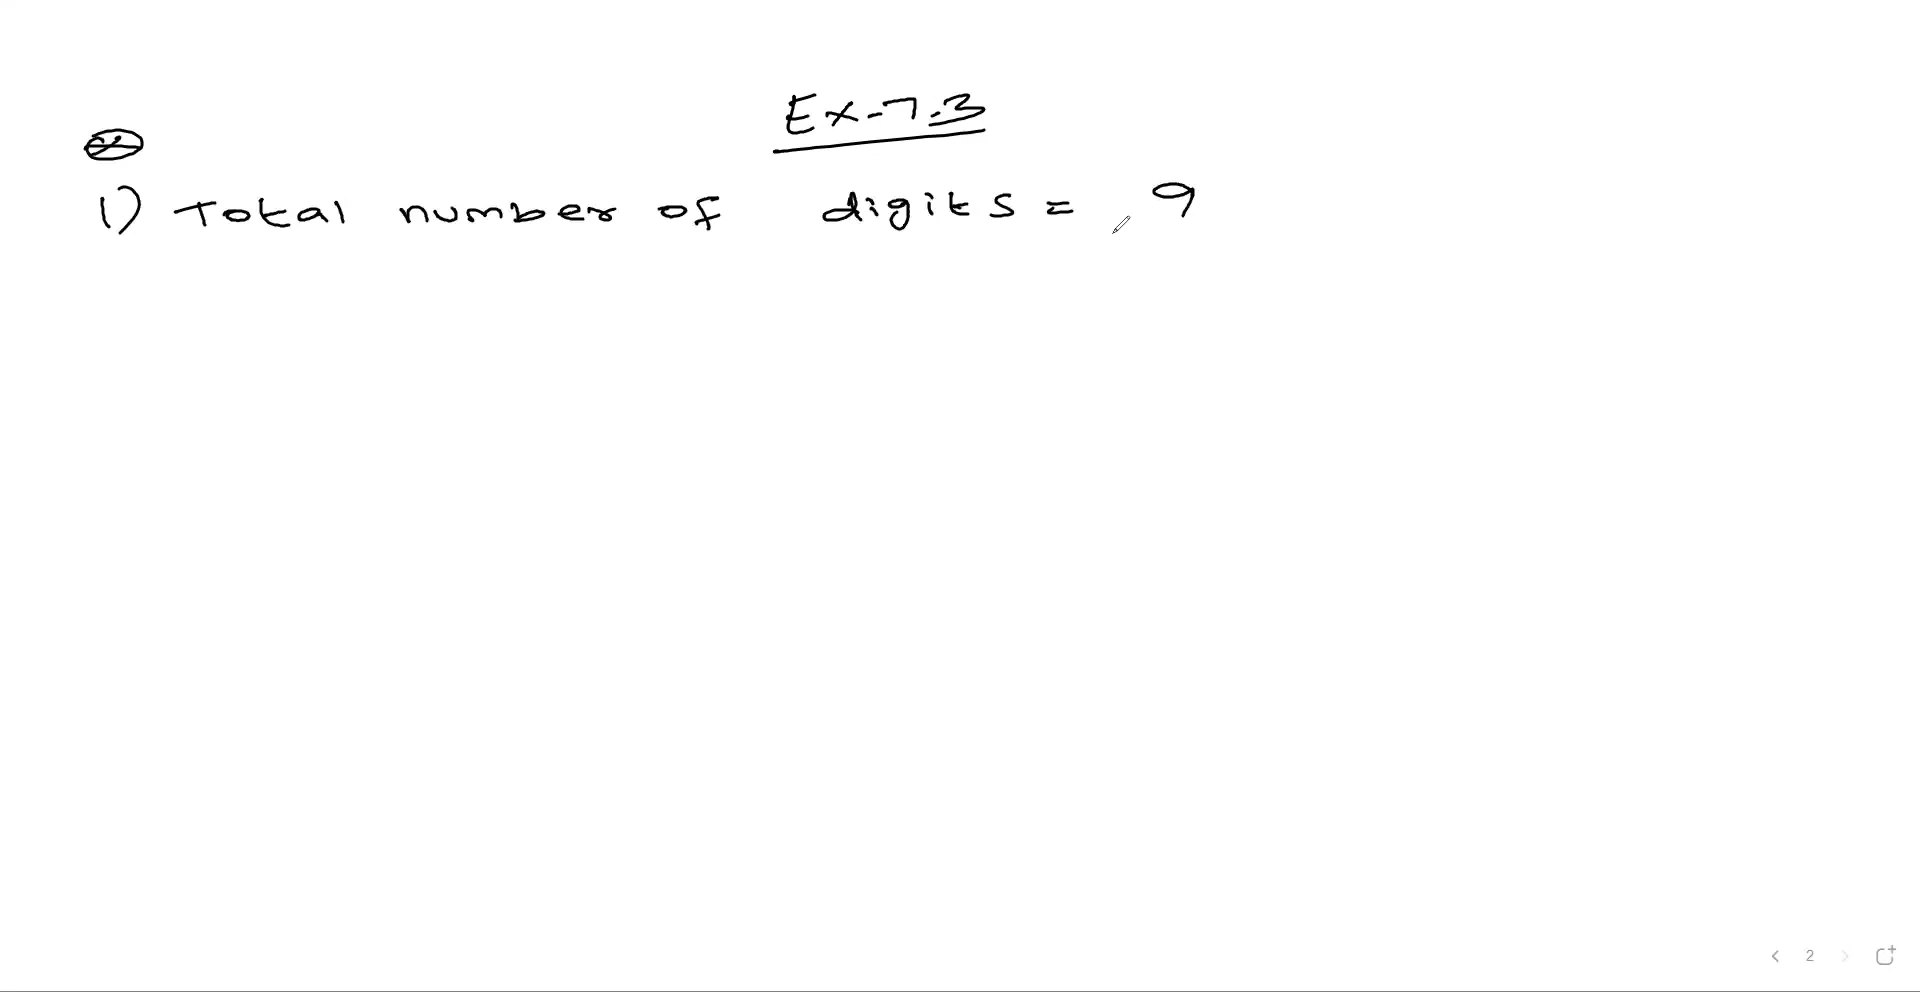 Ex-7.3
1) Total number of digits = 9
2